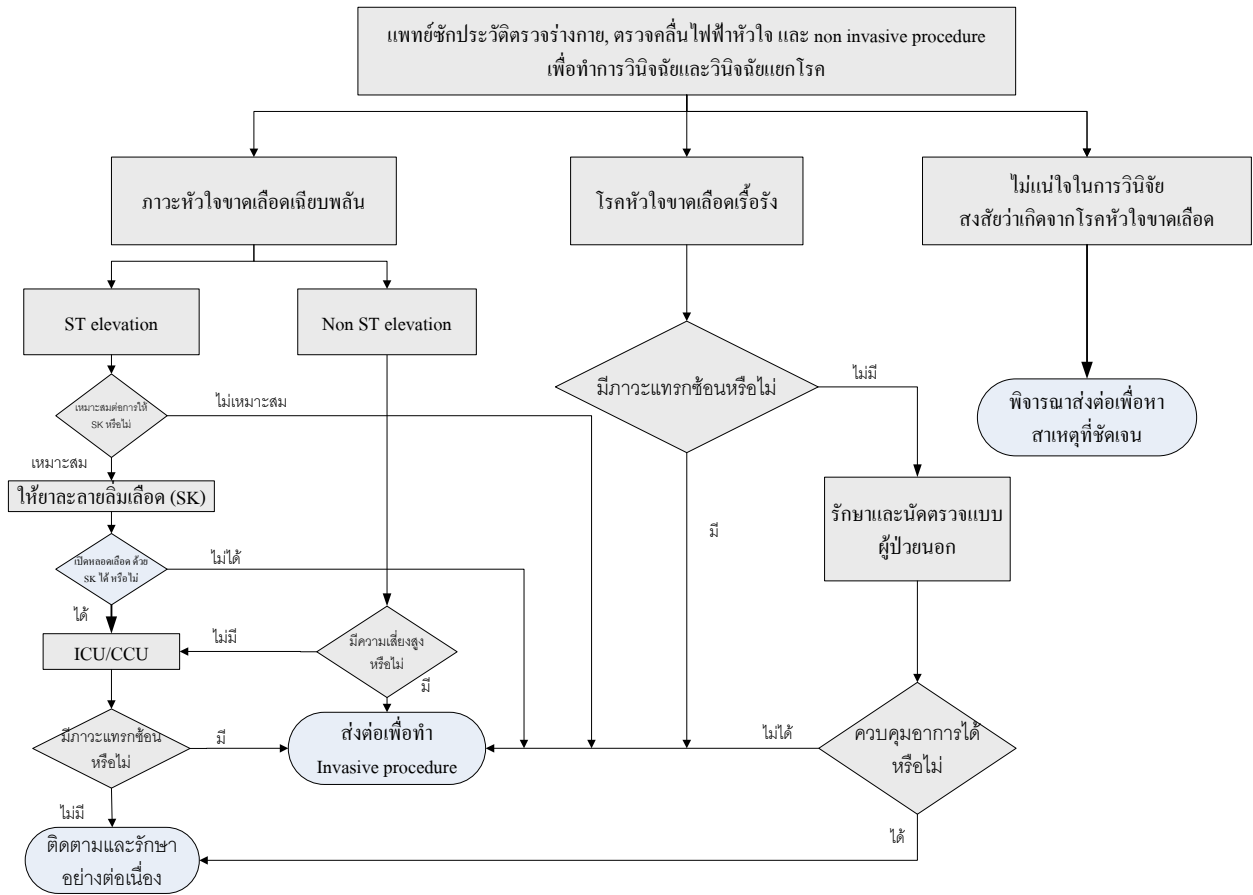 แพทย์ซักประวัติตรวจร่างกาย, ตรวจคลื่นไฟฟ้าหัวใจ และ non invasive procedure
เพื่อทำการวินิจฉัยและวินิจฉัยแยกโรค
ภาวะหัวใจขาดเลือดเฉียบพลัน
โรคหัวใจขาดเลือดเรื้อรัง
ไม่แน่ใจในการวินิจัย
สงสัยว่าเกิดจากโรคหัวใจขาดเลือด
ST elevation
Non ST elevation
มีภาวะแทรกซ้อนหรือไม่
ไม่มี
เหมาะสมต่อการให้
SK หรือไม่
ไม่เหมาะสม
พิจารณาส่งต่อเพื่อหา
สาเหตุที่ชัดเจน
เหมาะสม
ให้ยาละลายลิ่มเลือด (SK)
มี
รักษาและนัดตรวจแบบ
ผู้ป่วยนอก
เปิดหลอดเลือด ด้วย
SK ได้ หรือไม่
ไม่ได้
ได้
ICU/CCU
ไม่มี
มีความเสี่ยงสูง
หรือไม่
มี
มีภาวะแทรกซ้อน
หรือไม่
มี
ส่งต่อเพื่อทำ
Invasive procedure
ไม่ได้
ควบคุมอาการได้
หรือไม่
ไม่มี
ได้
ติดตามและรักษา
อย่างต่อเนื่อง